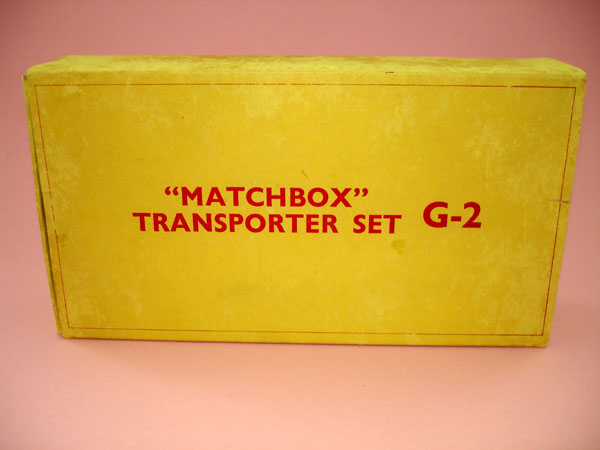 “MATCHBOX”
TRANSPORTER SET G-2